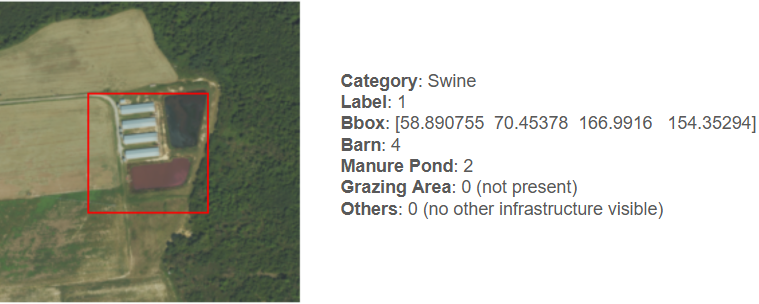 Category: Swine
Label: 1
Bbox: [58.890755 70.45378 166.9916 154.35294]
Barn: 4
Manure Pond: 2
Grazing Area: 0 (not present)
Others: 0 (no other infrastructure visible)